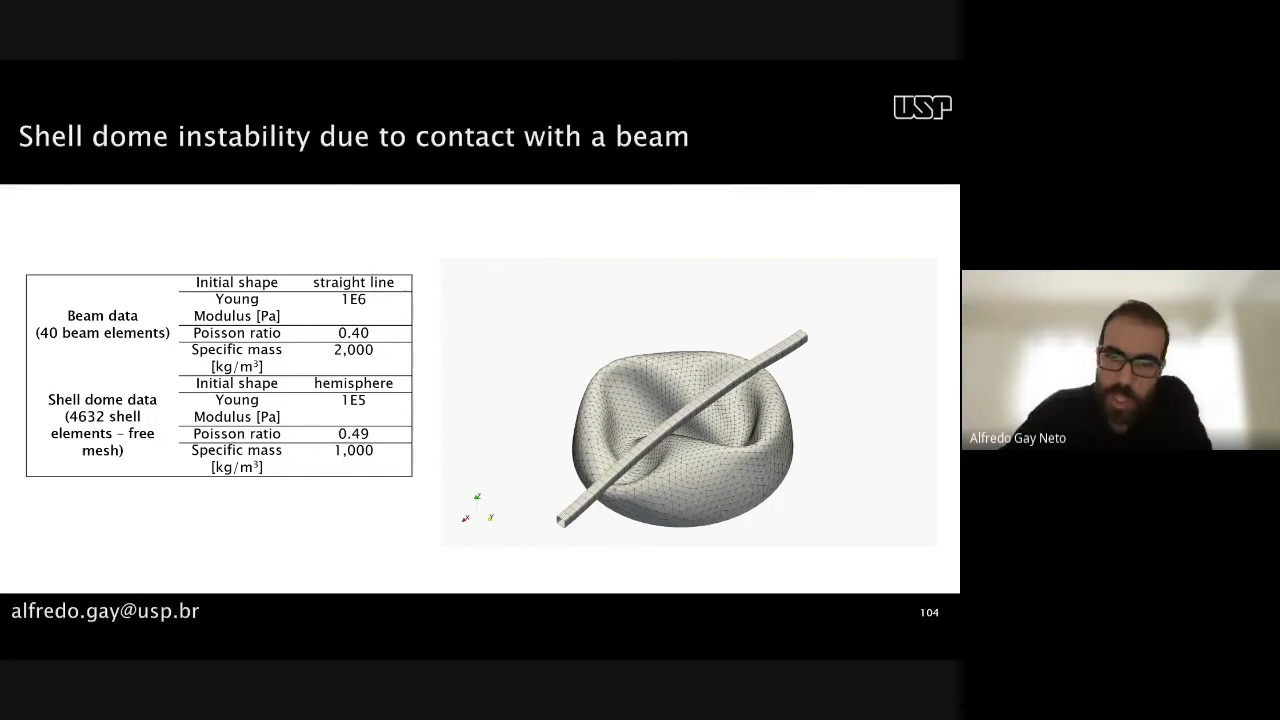 USP
Shell dome instability due to contact with a beam
Beam data
(40 beam elements)
Initial shape straight line
Young
Modulus [Pa] 1E6
Poisson ratio 0.40
Specific mass
[kg/m³] 2,000
Shell dome data
(4632 shell
elements – free
mesh)
Initial shape hemisphere
Young
Modulus [Pa] 1E5
Poisson ratio 0.49
Specific mass
[kg/m³] 1,000
Z
X
Y
Alfredo Gay Neto
alfredo.gay@usp.br
104